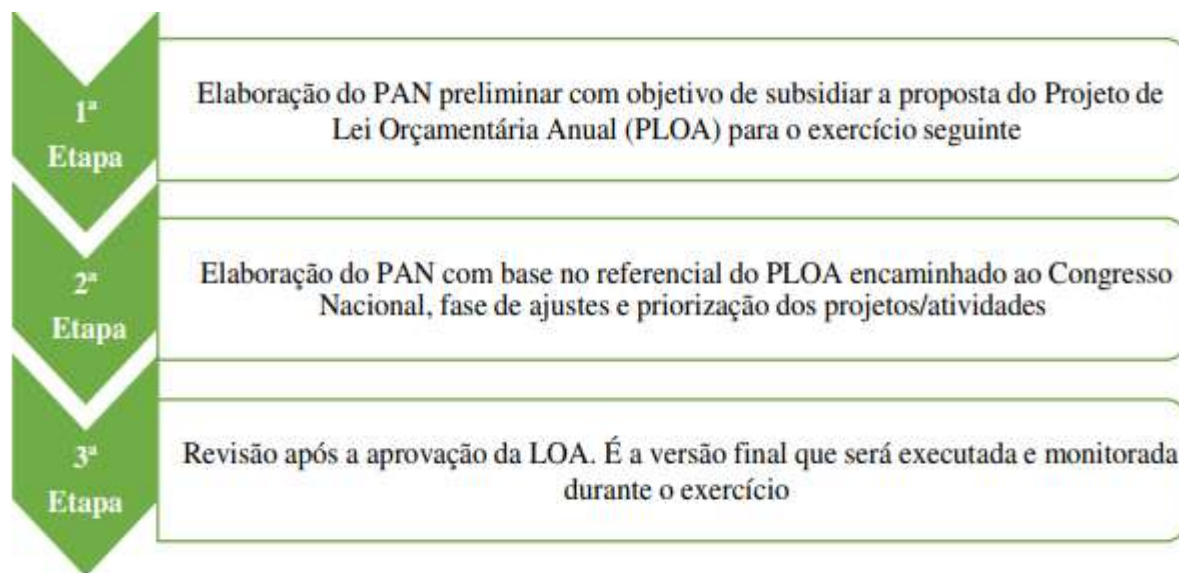 1ª
Etapa
Elaboração do PAN preliminar com objetivo de subsidiar a proposta do Projeto de
Lei Orçamentária Anual (PLOA) para o exercício seguinte
2ª
Etapa
Elaboração do PAN com base no referencial do PLOA encaminhado ao Congresso
Nacional, fase de ajustes e priorização dos projetos/atividades
3ª
Etapa
Revisão após a aprovação da LOA. É a versão final que será executada e monitorada
durante o exercício